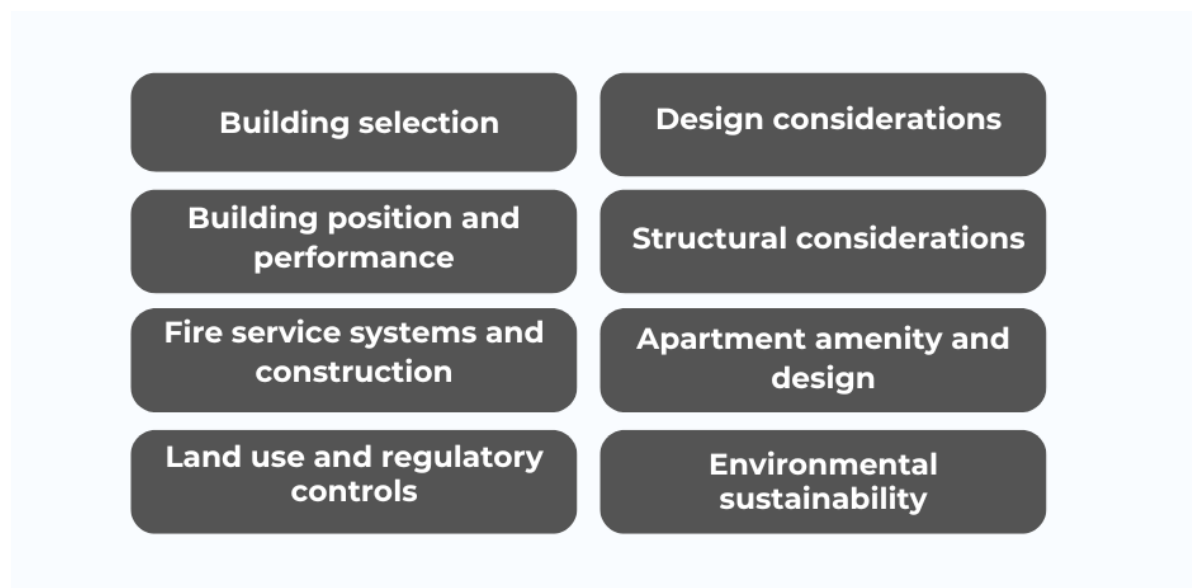 Building selection
Design considerations
Building position and
performance
Structural considerations
Fire service systems and
construction
Apartment amenity and
design
Land use and regulatory
controls
Environmental
sustainability